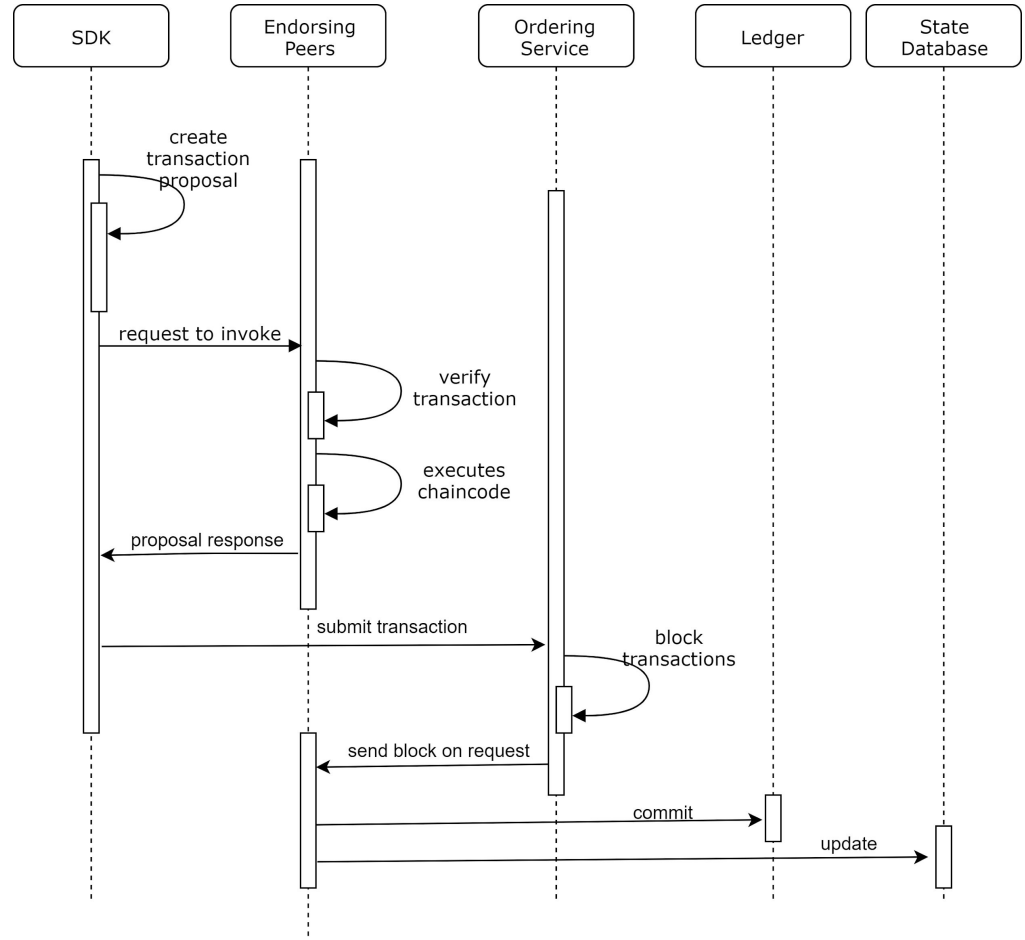 SDK
Endorsing
Peers
Ordering
Service
Ledger
State
Database
create
transaction
proposal
request to invoke
verify
transaction
executes
chaincode
proposal response
submit transaction
block
transactions
send block on request
commit
update